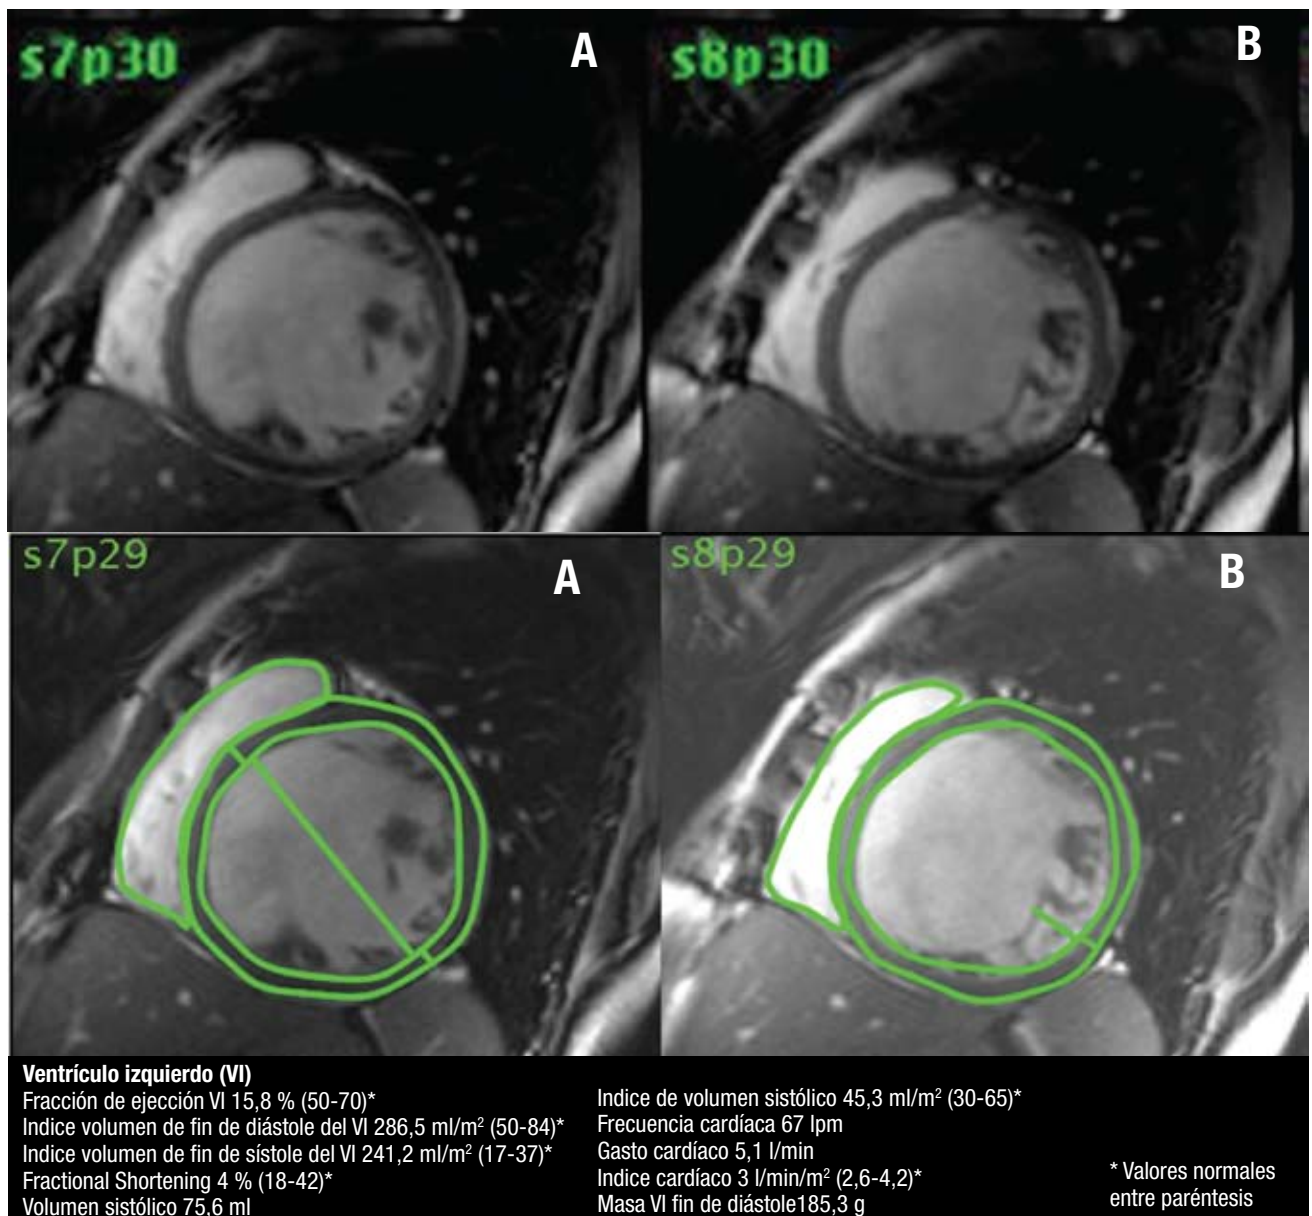 s7p30
A
s8p30
B
s7p29
A
s8p29
B
Ventrículo izquierdo (VI)
Fracción de ejección VI 15,8 % (50-70)*
Indice volumen de fin de diástole del VI 286,5 ml/m² (50-84)*
Indice volumen de fin de sístole del VI 241,2 ml/m² (17-37)*
Fractional Shortening 4 % (18-42)*
Volumen sistólico 75,6 ml
Indice de volumen sistólico 45,3 ml/m² (30-65)*
Frecuencia cardíaca 67 lpm
Gasto cardíaco 5,1 l/min
Indice cardíaco 3 l/min/m² (2,6-4,2)*
Masa VI fin de diástole185,3 g
* Valores normales
entre paréntesis